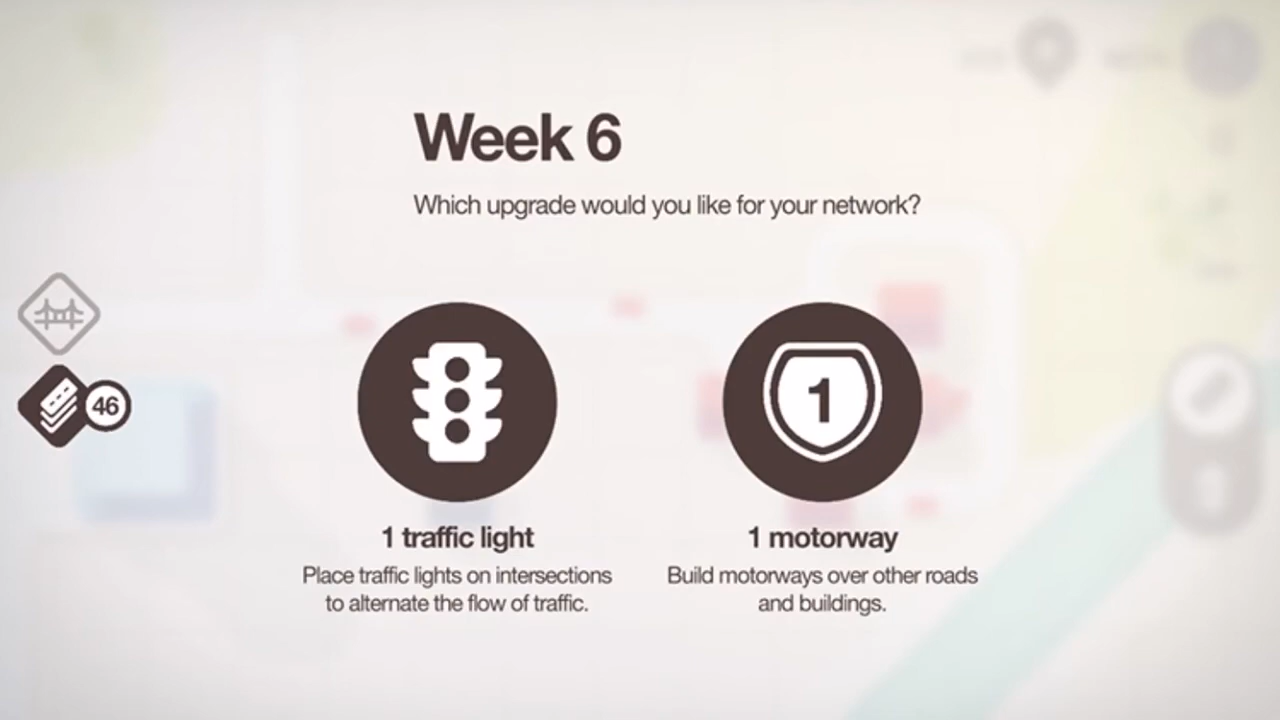 Week 6
Which upgrade would you like for your network?
46
1
1 traffic light
1 motorway
Place traffic lights on intersections
to alternate the flow of traffic.
Build motorways over other roads
and buildings.